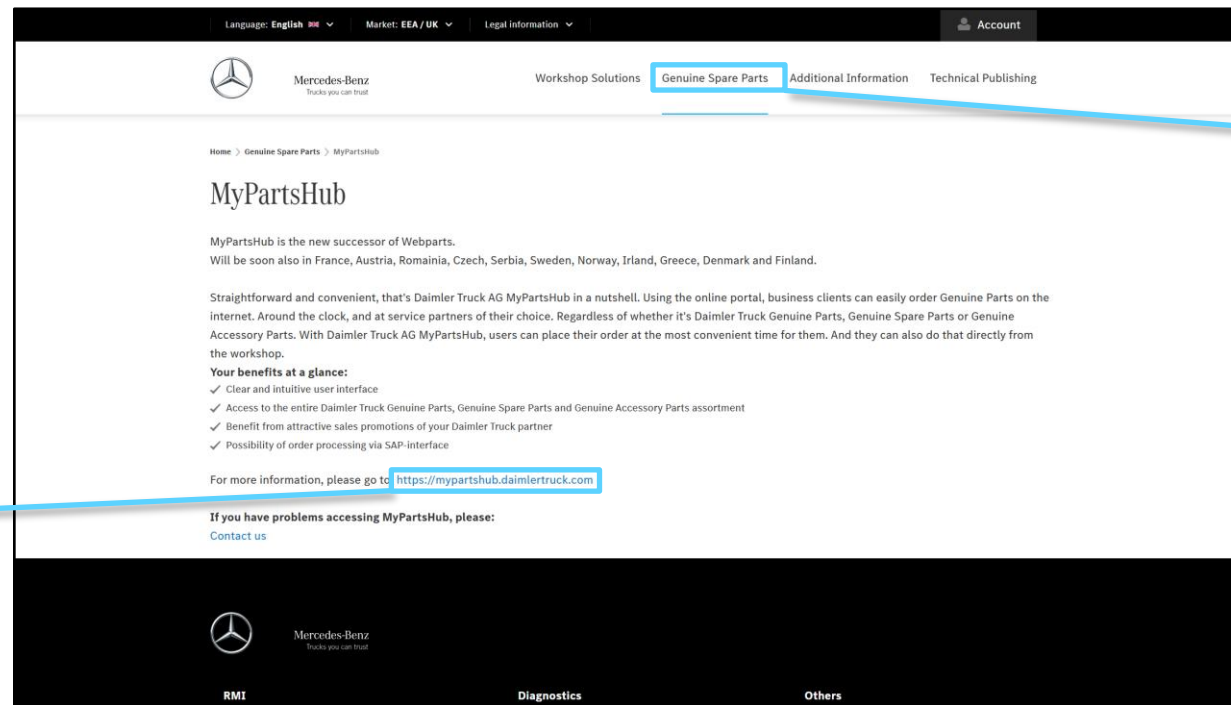 Language: English
Market: EEA / UK
Legal information
Account
Mercedes-Benz
Trucks you can trust
Workshop Solutions
Genuine Spare Parts
Additional Information
Technical Publishing
Home > Genuine Spare Parts > MyPartsHub
MyPartsHub
MyPartsHub is the new successor of Webparts.
Will be soon also in France, Austria, Romainia, Czech, Serbia, Sweden, Norway, Irland, Greece, Denmark and Finland.
Straightforward and convenient, that's Daimler Truck AG MyPartsHub in a nutshell. Using the online portal, business clients can easily order Genuine Parts on the
internet. Around the clock, and at service partners of their choice. Regardless of whether it's Daimler Truck Genuine Parts, Genuine Spare Parts or Genuine
Accessory Parts. With Daimler Truck AG MyPartsHub, users can place their order at the most convenient time for them. And they can also do that directly from
the workshop.
Your benefits at a glance:
✓ Clear and intuitive user interface
✓ Access to the entire Daimler Truck Genuine Parts, Genuine Spare Parts and Genuine Accessory Parts assortment
✓ Benefit from attractive sales promotions of your Daimler Truck partner
✓ Possibility of order processing via SAP-interface
For more information, please go to https://mypartshub.daimlertruck.com
If you have problems accessing MyPartsHub, please:
Contact us
Mercedes-Benz
Trucks you can trust
RMI
Diagnostics
Others